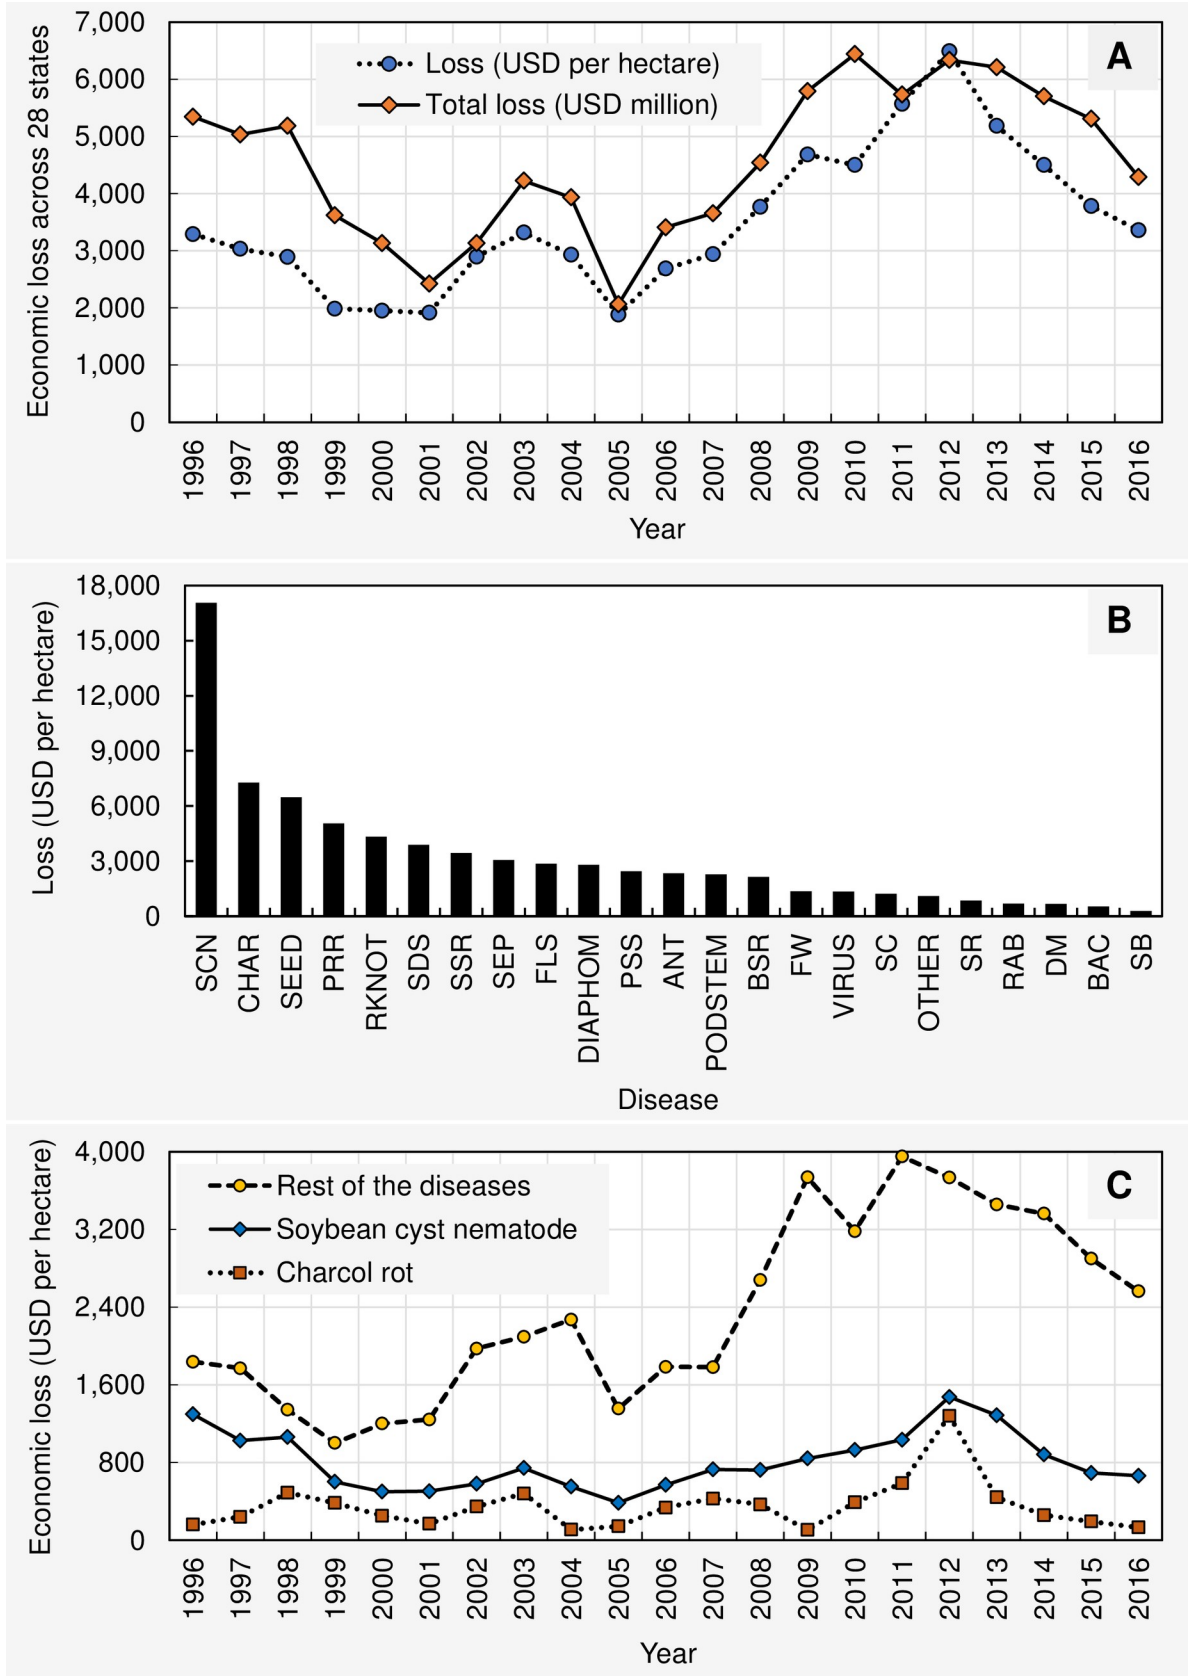 Economic loss across 28 states
7,000
6,000
5,000
4,000
3,000
2,000
1,000
0
Loss (USD per hectare)
Total loss (USD million)
A
1996 1997 1998 1999 2000 2001 2002 2003 2004 2005 2006 2007 2008 2009 2010 2011 2012 2013 2014 2015 2016
Year
Loss (USD per hectare)
18,000
15,000
12,000
9,000
6,000
3,000
0
B
SCN CHAR SEED PRR RKNOT SDS SSR SEP FLS DIAPHOM PSS ANT PODSTEM BSR FW VIRUS SC OTHER SR RAB DM BAC SB
Disease
Economic loss (USD per hectare)
4,000
3,200
2,400
1,600
800
0
Rest of the diseases
Soybean cyst nematode
Charcol rot
C
1996 1997 1998 1999 2000 2001 2002 2003 2004 2005 2006 2007 2008 2009 2010 2011 2012 2013 2014 2015 2016
Year